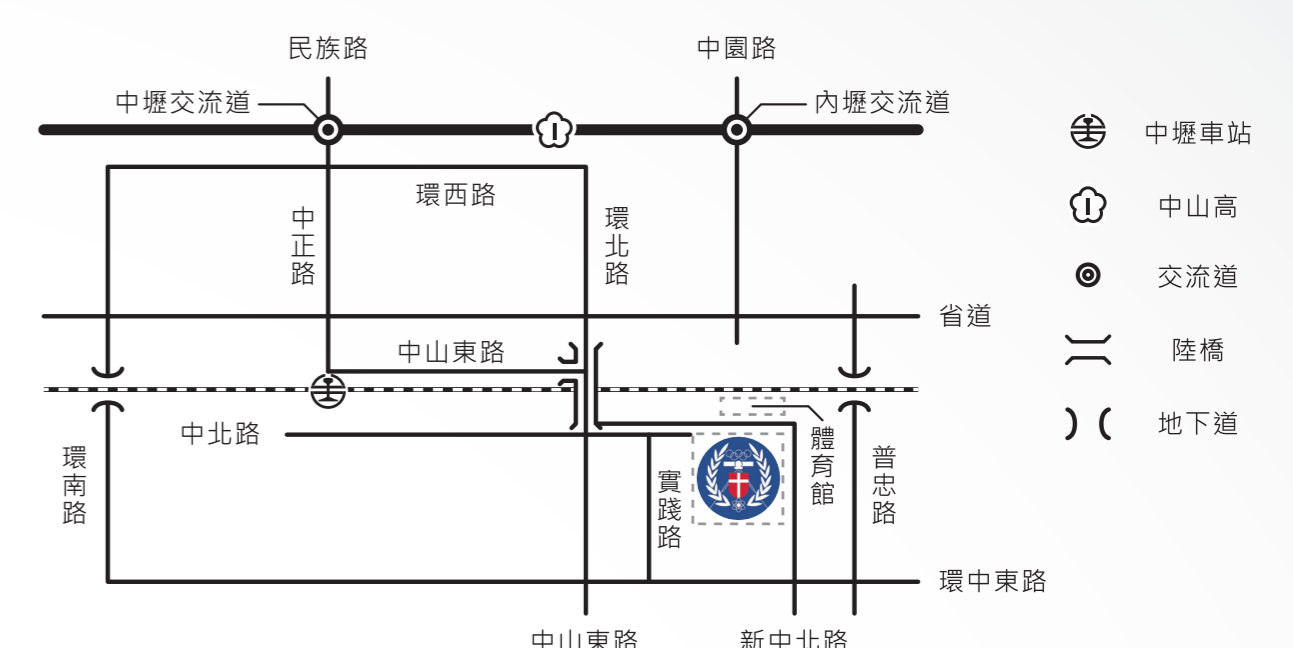 民族路
中園路
中壢交流道
內壢交流道
中壢車站
環西路
中山高
中正路
環北路
交流道
省道
中山東路
陸橋
中北路
體育館
地下道
環南路
普忠路
實踐路
環中東路
中山東路
新中北路